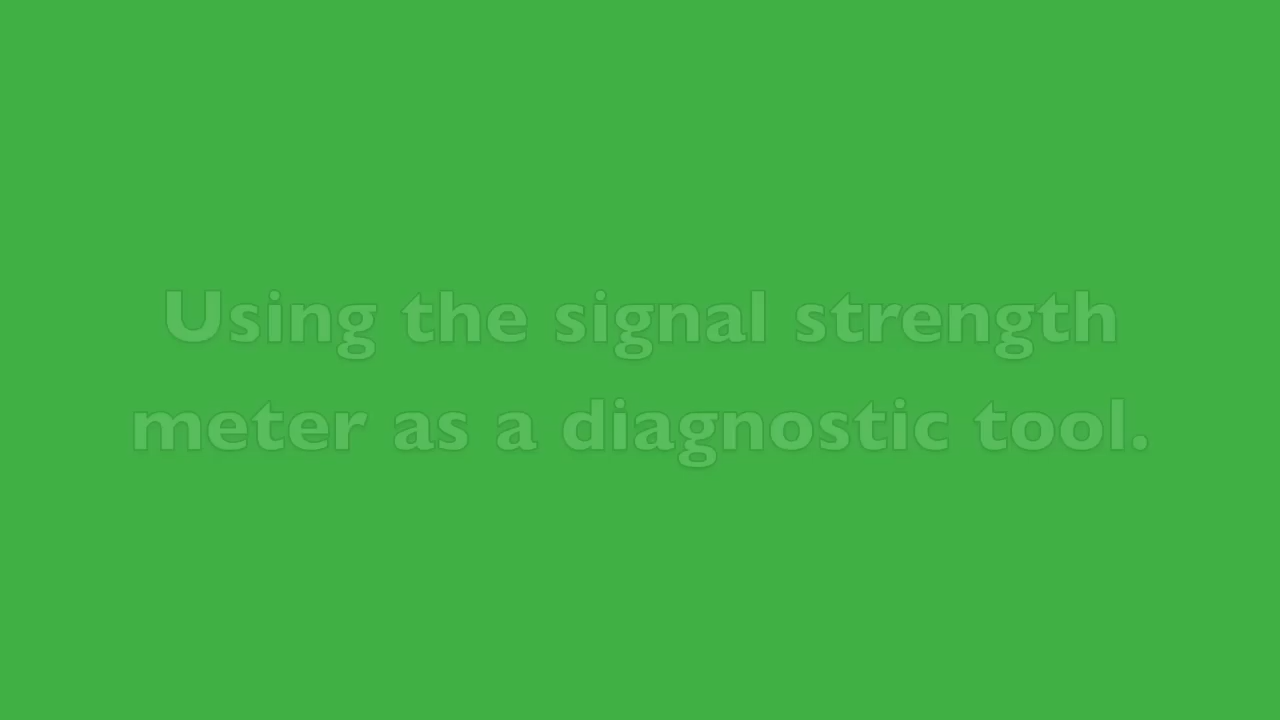 Using the signal strength
meter as a diagnostic tool.